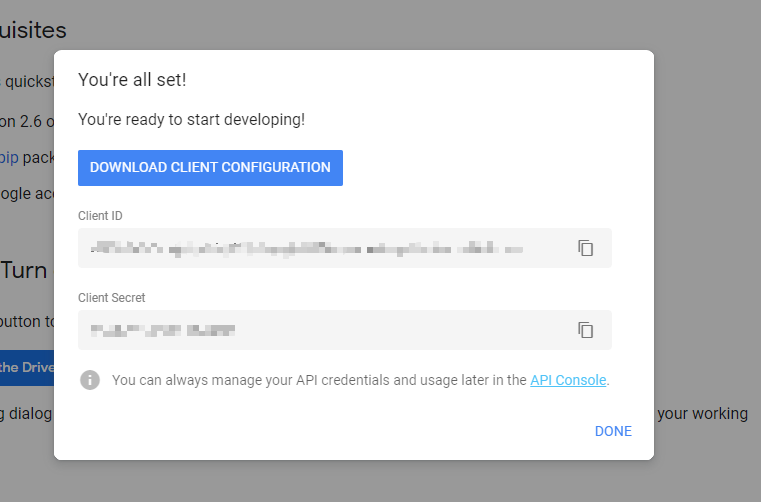 uisites
You're all set!
quickst
You're ready to start developing!
on 2.6 o
pip pack
DOWNLOAD CLIENT CONFIGURATION
ogle acc
Client ID
Turn
Client Secret
button to
the Drive
You can always manage your API credentials and usage later in the API Console.
g dialog
your working
DONE